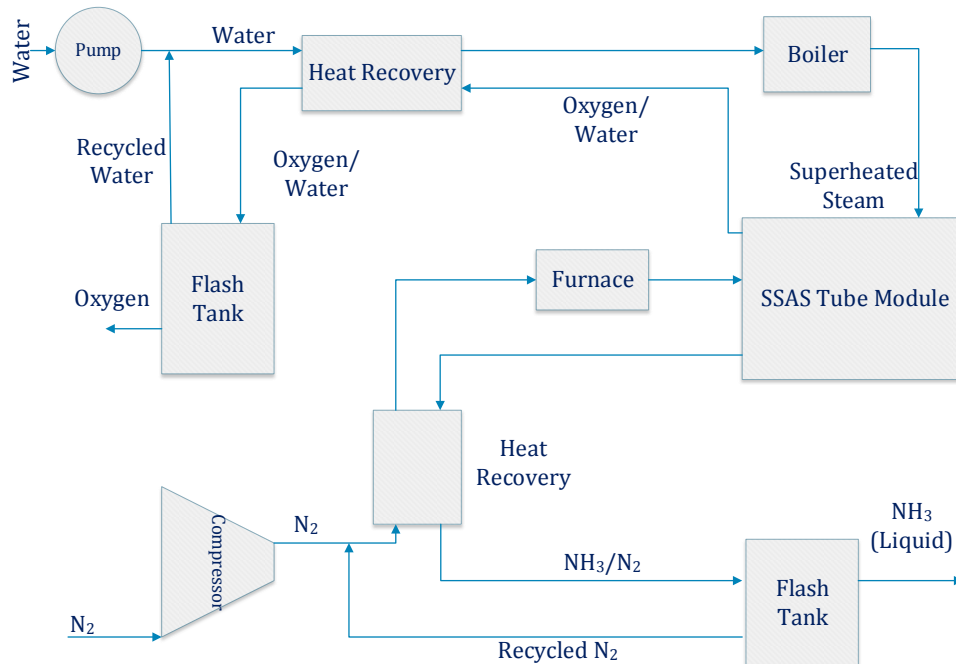 Water
Pump
Water
Heat Recovery
Boiler
Recycled
Water
Oxygen/
Water
Oxygen/
Water
Superheated
Steam
Flash
Tank
Oxygen
Furnace
SSAS Tube Module
Heat
Recovery
Compressor
N₂
N₂
NH₃/N₂
Recycled N₂
Flash
Tank
NH₃
(Liquid)